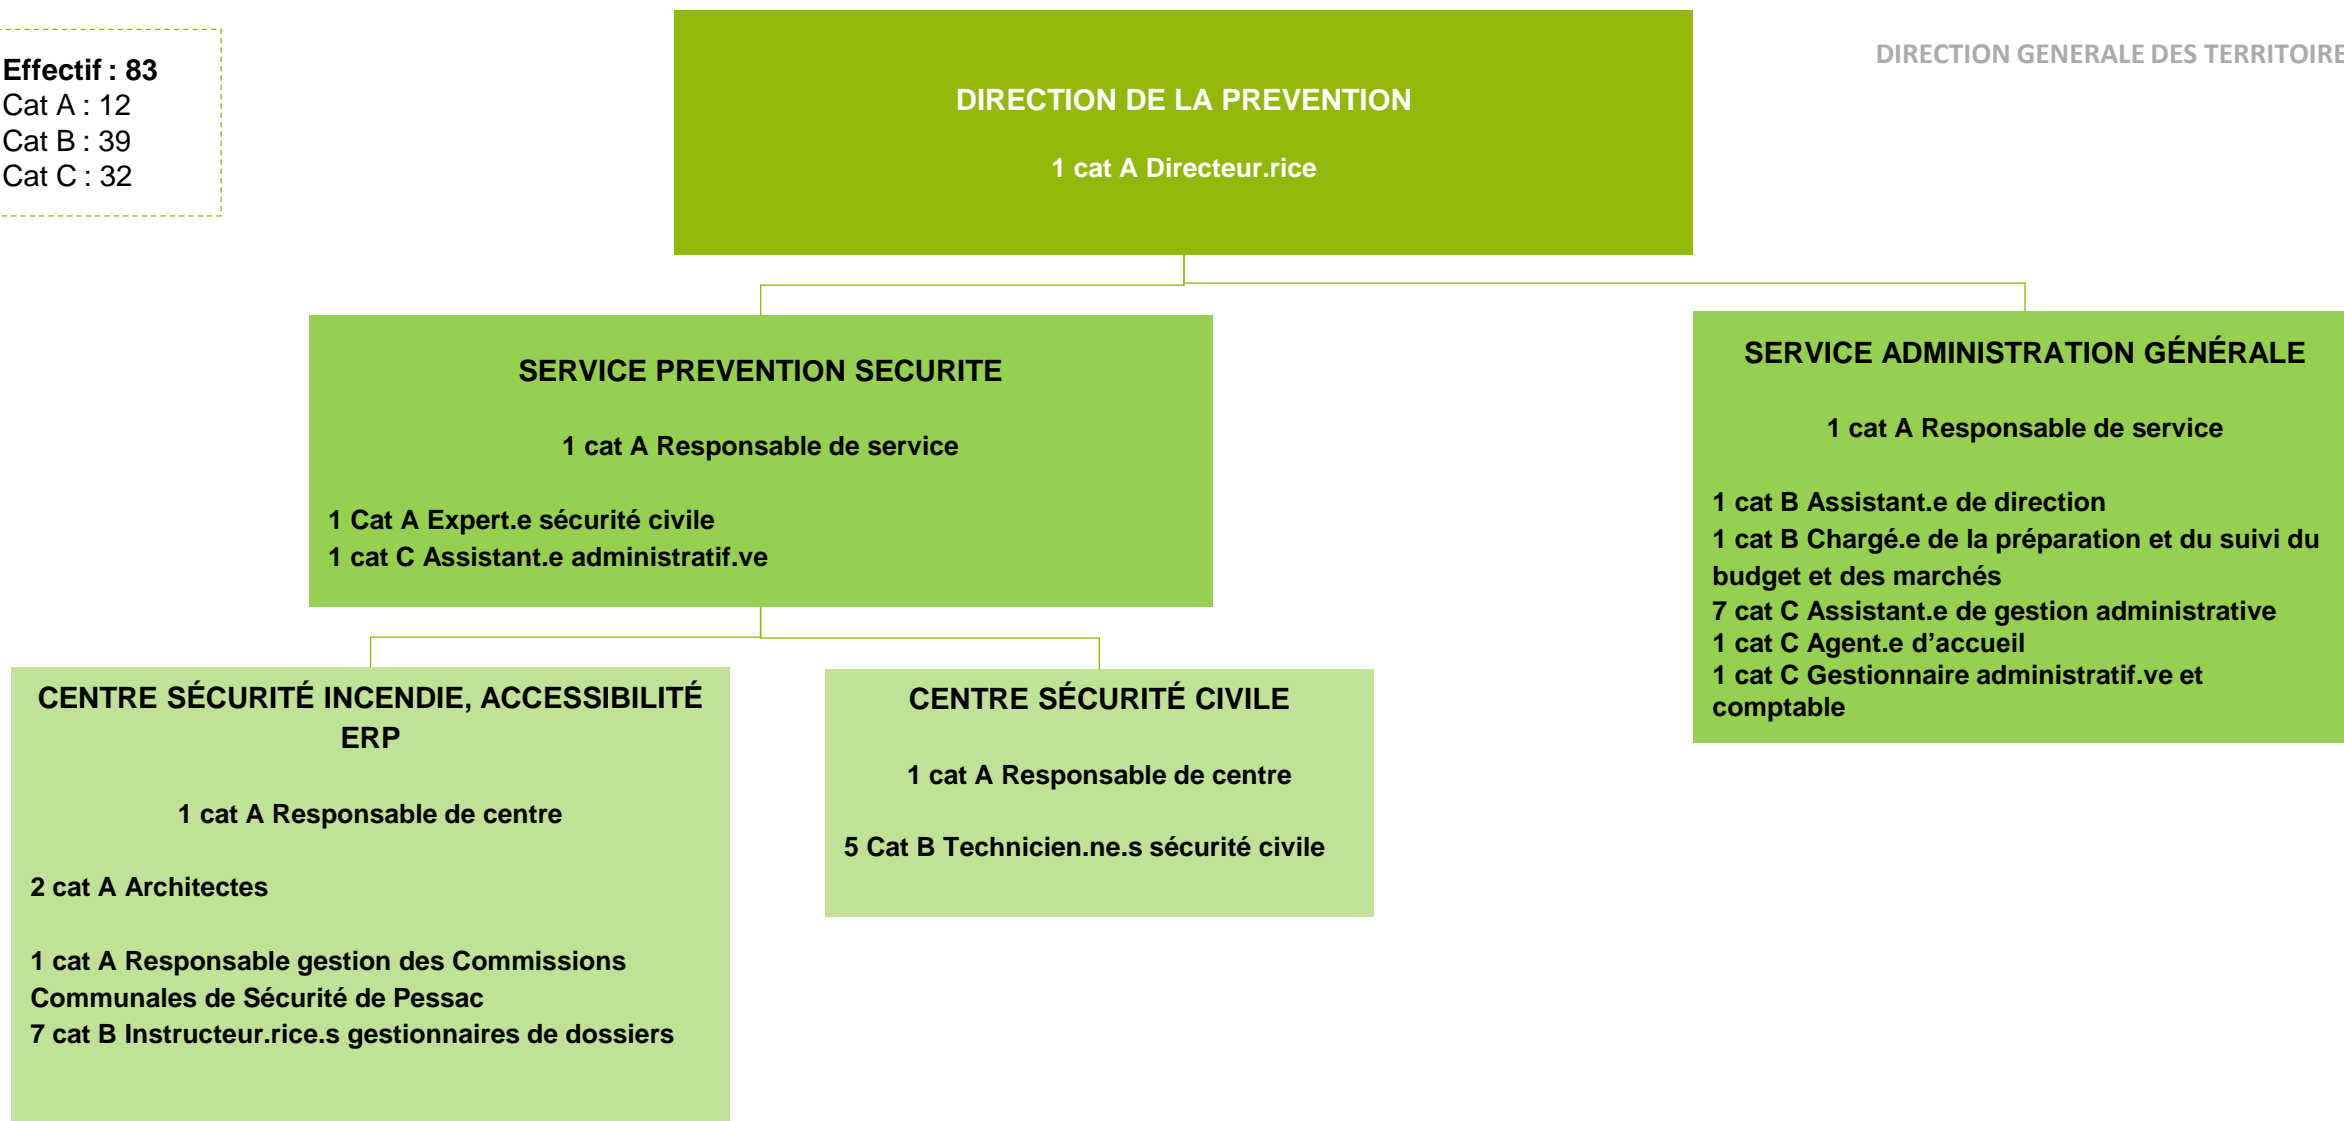 Effectif : 83
Cat A : 12
Cat B : 39
Cat C : 32
DIRECTION DE LA PREVENTION
1 cat A Directeur.rice
DIRECTION GENERALE DES TERRITOIRE
SERVICE PREVENTION SECURITE
1 cat A Responsable de service
1 Cat A Expert.e sécurité civile
1 cat C Assistant.e administratif.ve
SERVICE ADMINISTRATION GÉNÉRALE
1 cat A Responsable de service
1 cat B Assistant.e de direction
1 cat B Chargé.e de la préparation et du suivi du
budget et des marchés
7 cat C Assistant.e de gestion administrative
1 cat C Agent.e d’accueil
1 cat C Gestionnaire administratif.ve et
comptable
CENTRE SÉCURITÉ INCENDIE, ACCESSIBILITÉ
ERP
1 cat A Responsable de centre
2 cat A Architectes
1 cat A Responsable gestion des Commissions
Communales de Sécurité de Pessac
7 cat B Instructeur.rice.s gestionnaires de dossiers
CENTRE SÉCURITÉ CIVILE
1 cat A Responsable de centre
5 Cat B Technicien.ne.s sécurité civile